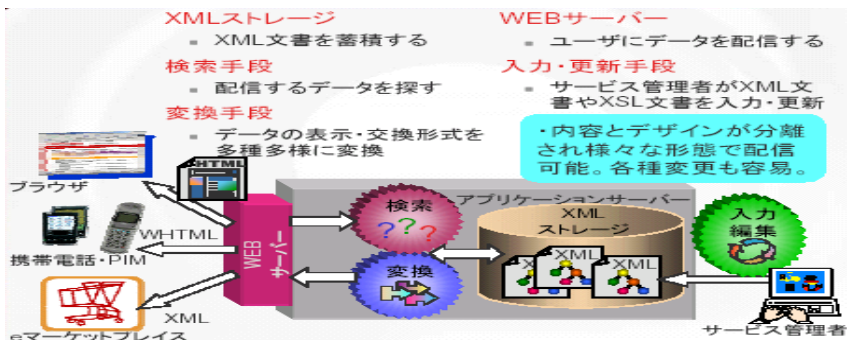 XMLストレージ
XML文書を蓄積する
検索手段
配信するデータを探す
変換手段
データの表示・交換形式を
多種多様に変換
WEBサーバー
ユーザにデータを配信する
入力・更新手段
サービス管理者がXML文
書やXSL文書を入力・更新
・内容とデザインが分離
され様々な形態で配信
可能。各種変更も容易。
HTML
ブラウザ
WHTML
携帯電話・PIM
XML
eマーケットプレイス
WEB
サーバー
検索
???
変換
アプリケーションサーバー
XML
ストレージ
XML
XML
XML
入力
編集
サービス管理者